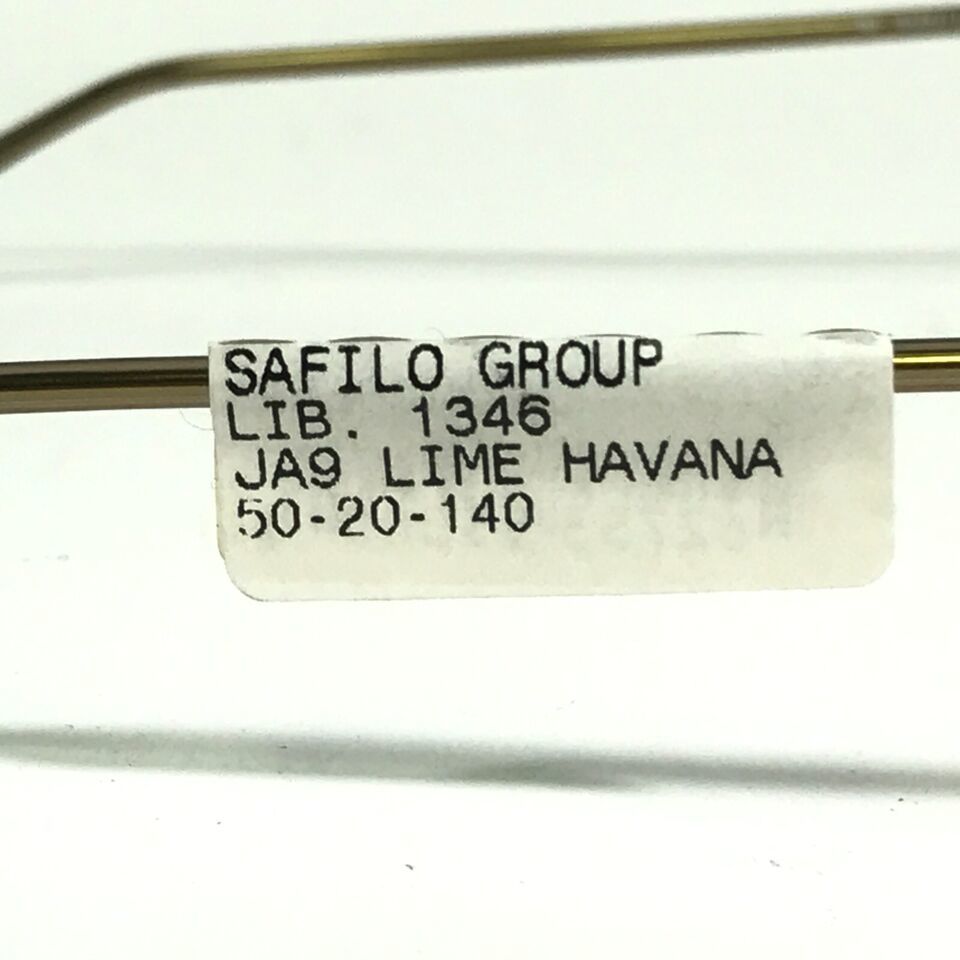 SAFILO GROUP
LIB. 1346
JA9 LIME HAVANA
50-20-140